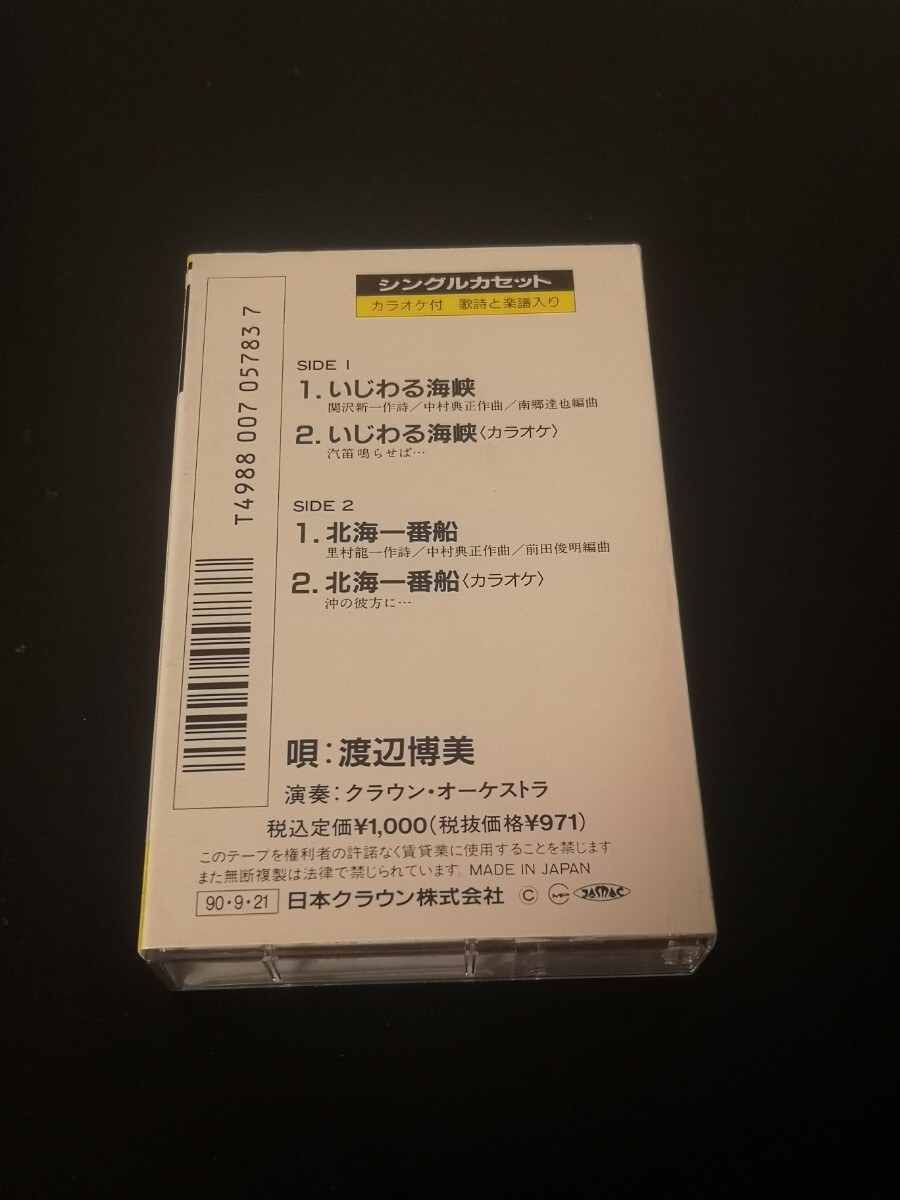 シングルカセット
カラオケ付 歌詩と楽譜入り
T4988 007 05783 7
SIDE 1
1.いじわる海峡
関沢新一作詩／中村典正作曲／南郷達也編曲
2.いじわる海峡〈カラオケ〉
汽笛鳴らせば…
SIDE 2
1.北海一番船
里村龍一作詩／中村典正作曲／前田俊明編曲
2.北海一番船〈カラオケ〉
沖の彼方に…
唄:渡辺博美
演奏:クラウン・オーケストラ
税込定価¥1,000(税抜価格¥971)
このテープを権利者の許諾なく賃貸業に使用することを禁じます。
また無断複製は法律で禁じられています。MADE IN JAPAN
90・9・21 日本クラウン株式会社 Ⓒ JASRAC